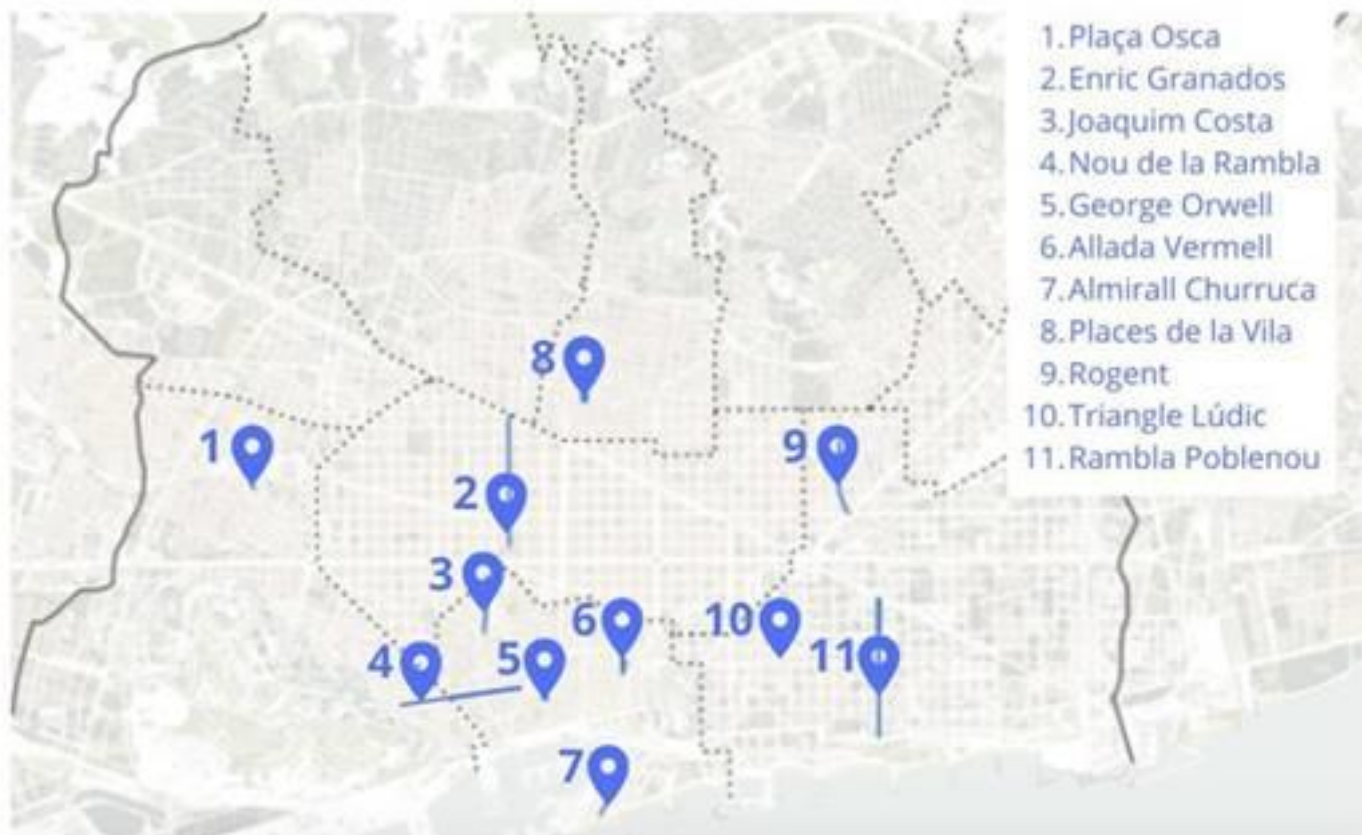 1. Plaça Osca
2. Enric Granados
3. Joaquim Costa
4. Nou de la Rambla
5. George Orwell
6. Allada Vermell
7. Almirall Churruca
8. Places de la Vila
9. Rogent
10. Triangle Lúdic
11. Rambla Poblenou
8
1
9
2
3
6
10
4
5
11
7